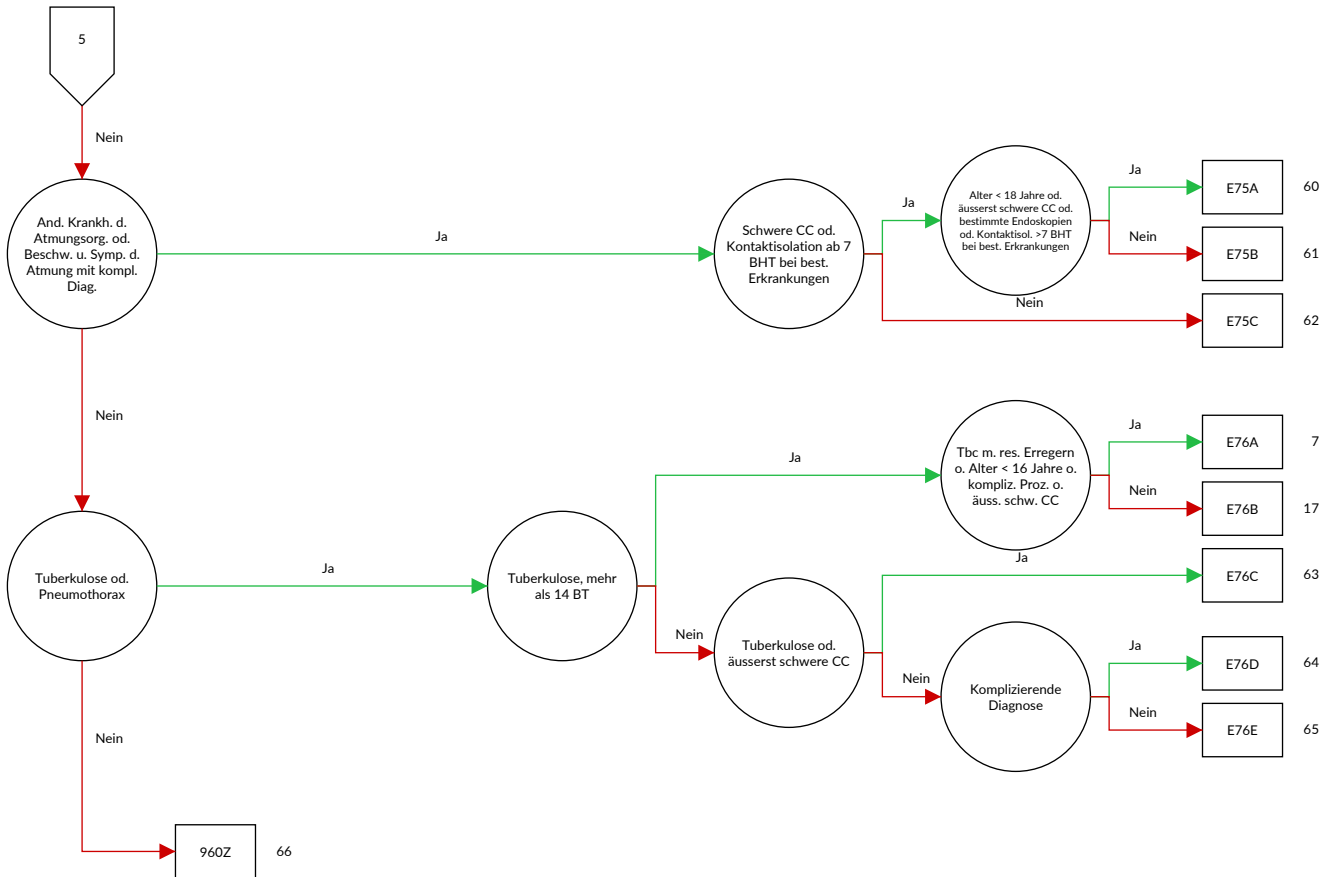 5
Nein
And. Krankh. d.
Atmungsorg. od.
Beschw. u. Symp. d.
Atmung mit kompl.
Diag.
Ja
Schwere CC od.
Kontaktisolation ab 7
BHT bei best.
Erkrankungen
Ja
Alter < 18 Jahre od.
äusserst schwere CC od.
bestimmte Endoskopien
od. Kontaktisol. >7 BHT
bei best. Erkrankungen
Ja
E75A
60
Nein
E75B
61
Nein
E75C
62
Nein
Tuberkulose od.
Pneumothorax
Ja
Tuberkulose, mehr
als 14 BT
Ja
Tbc m. res. Erregern
o. Alter < 16 Jahre o.
kompliz. Proz. o.
äuss. schw. CC
Ja
E76A
7
Nein
E76B
17
Nein
Tuberkulose od.
äusserst schwere CC
Ja
E76C
63
Nein
Komplizierende
Diagnose
Ja
E76D
64
Nein
E76E
65
Nein
960Z
66